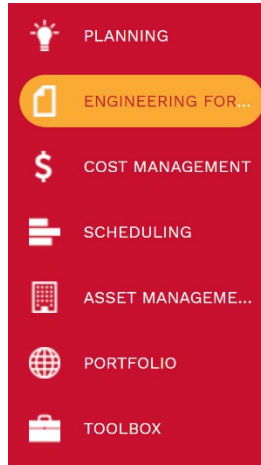 PLANNING
ENGINEERING FOR...
COST MANAGEMENT
SCHEDULING
ASSET MANAGEME...
PORTFOLIO
TOOLBOX